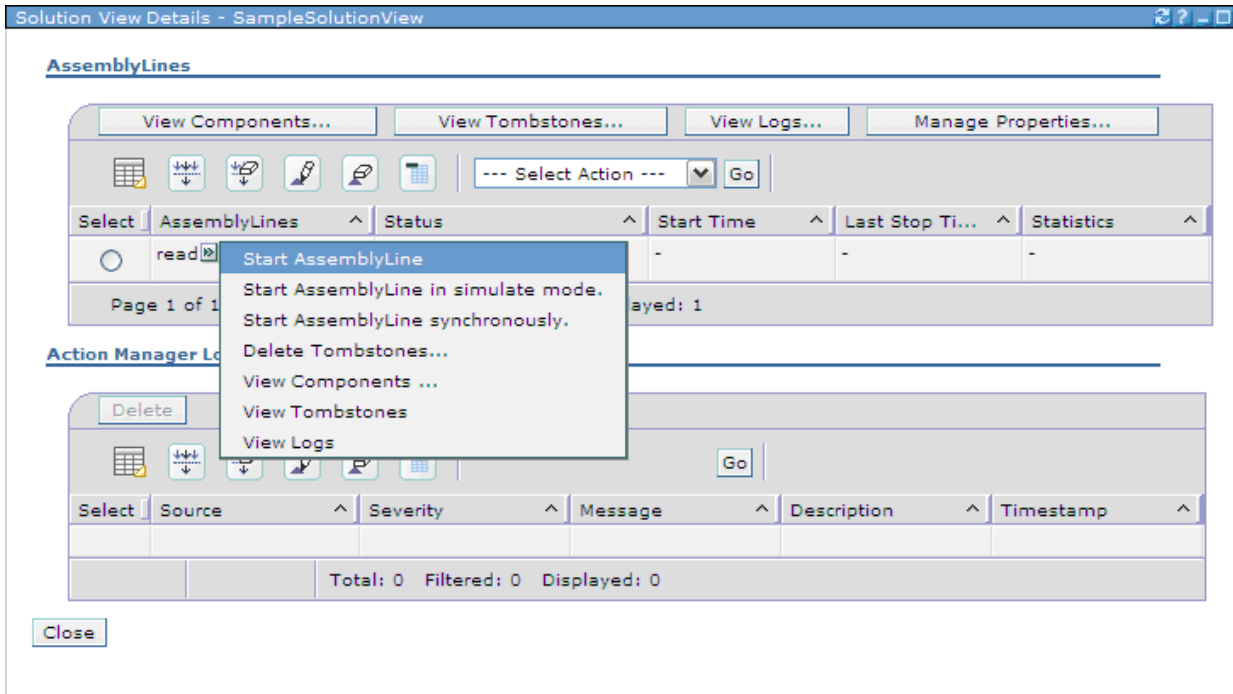 Solution View Details - SampleSolutionView ?
AssemblyLines
View Components... View Tombstones... View Logs... Manage Properties...
--- Select Action --- Go
Select AssemblyLines Status Start Time Last Stop Ti... Statistics
read - - -
Start AssemblyLine
Start AssemblyLine in simulate mode.
Page 1 of 1 ayed: 1
Start AssemblyLine synchronously.
Action Manager Lo
Delete Tombstones...
View Components ...
Delete
View Tombstones
View Logs
Go
Select Source Severity Message Description Timestamp
Total: 0 Filtered: 0 Displayed: 0
Close